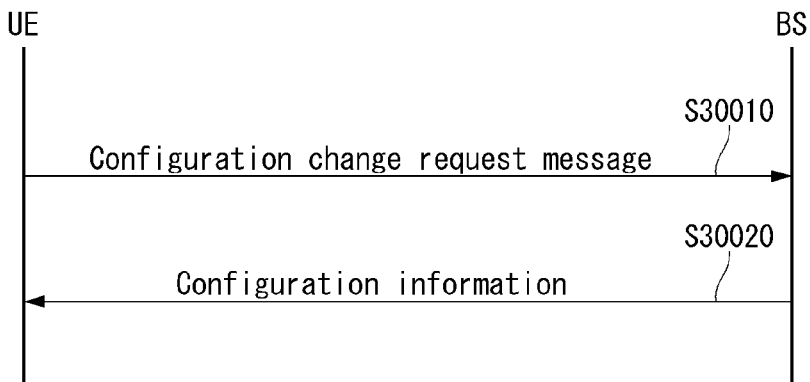 UE
BS
S30010
Configuration change request message
S30020
Configuration information